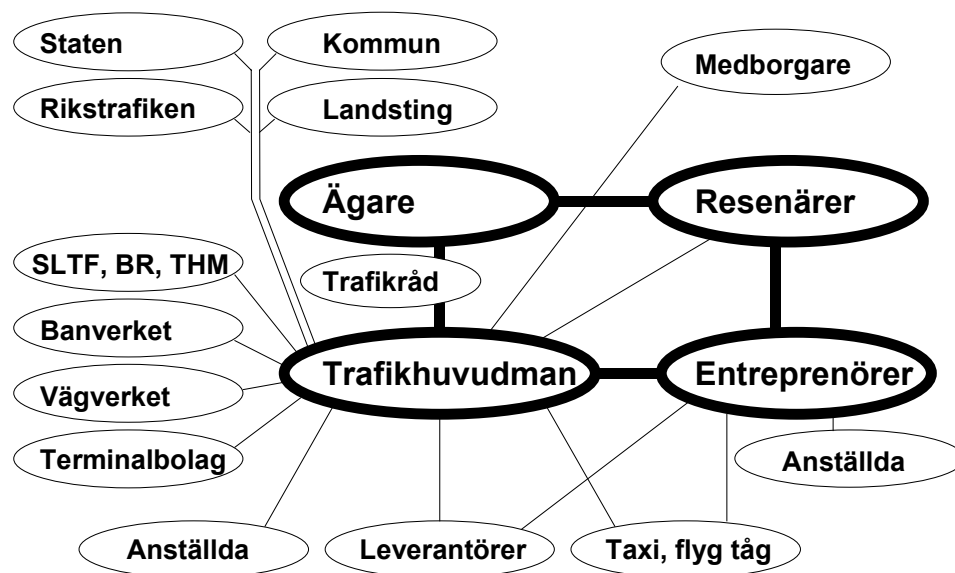 Staten
Kommun
Medborgare
Rikstrafiken
Landsting
Ägare
Resenärer
SLTF, BR, THM
Trafikråd
Banverket
Trafikhuvudman
Entreprenörer
Vägverket
Terminalbolag
Anställda
Anställda
Leverantörer
Taxi, flyg tåg